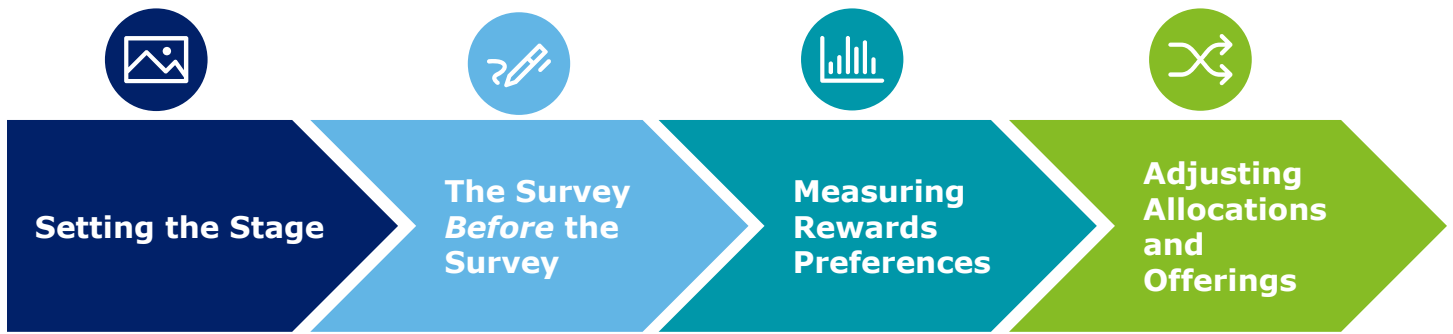 Setting the Stage
The Survey
Before the
Survey
Measuring
Rewards
Preferences
Adjusting
Allocations
and
Offerings